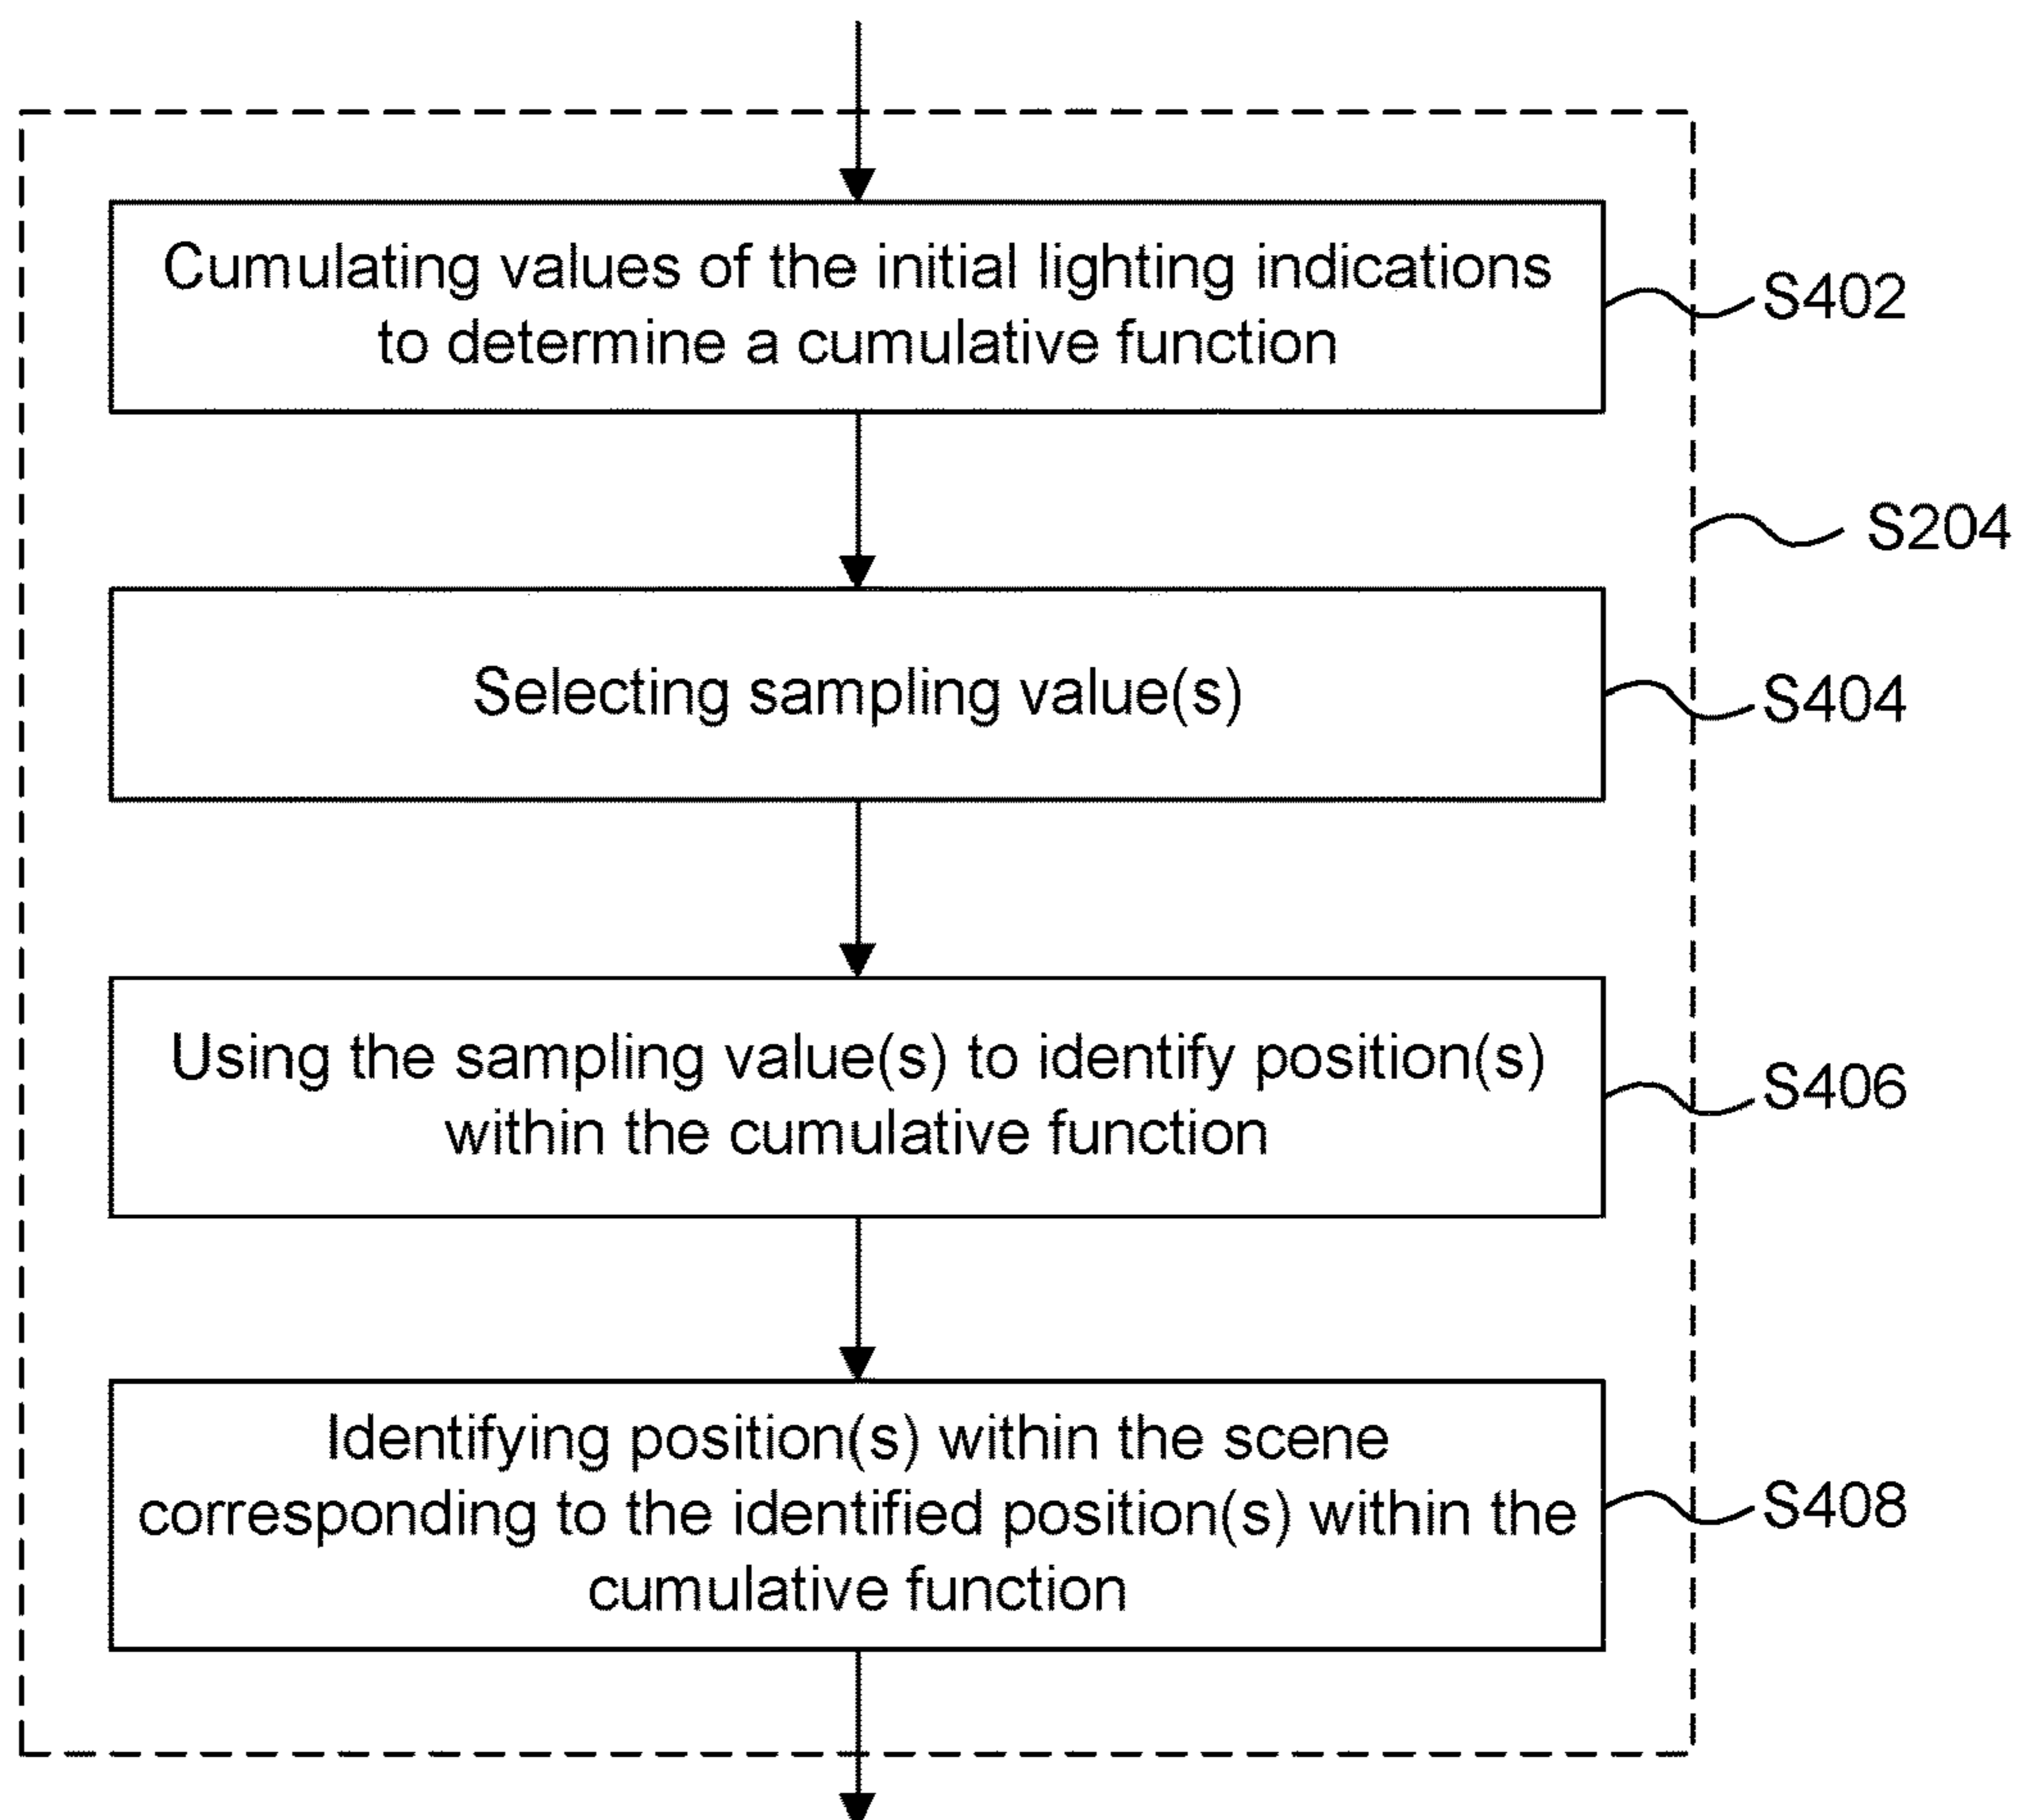 Cumulating values of the initial lighting indications
to determine a cumulative function
S402
S204
Selecting sampling value(s)
S404
Using the sampling value(s) to identify position(s)
within the cumulative function
S406
Identifying position(s) within the scene
corresponding to the identified position(s) within the
cumulative function
S408